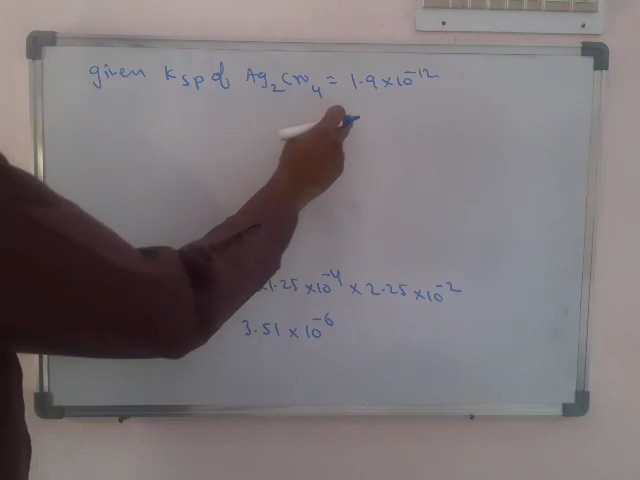 given Ksp of Ag₂CrO₄ = 1.9 × 10⁻¹²
1.25 × 10⁻⁴ × 2.25 × 10⁻²
3.51 × 10⁻⁶